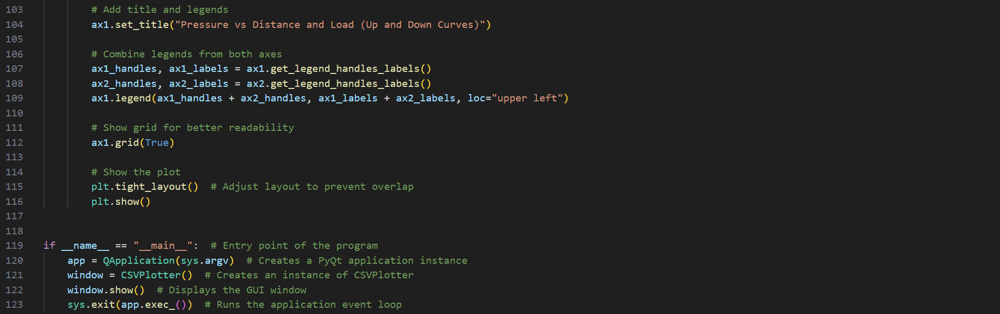 103 # Add title and legends
104 ax1.set_title("Pressure vs Distance and Load (Up and Down Curves)")
105
106 # Combine legends from both axes
107 ax1_handles, ax1_labels = ax1.get_legend_handles_labels()
108 ax2_handles, ax2_labels = ax2.get_legend_handles_labels()
109 ax1.legend(ax1_handles + ax2_handles, ax1_labels + ax2_labels, loc="upper left")
110
111 # Show grid for better readability
112 ax1.grid(True)
113
114 # Show the plot
115 plt.tight_layout()  # Adjust layout to prevent overlap
116 plt.show()
117
118
119 if __name__ == "__main__":  # Entry point of the program
120 app = QApplication(sys.argv)  # Creates a PyQt application instance
121 window = CSVPlotter()  # Creates an instance of CSVPlotter
122 window.show()  # Displays the GUI window
123 sys.exit(app.exec_())  # Runs the application event loop